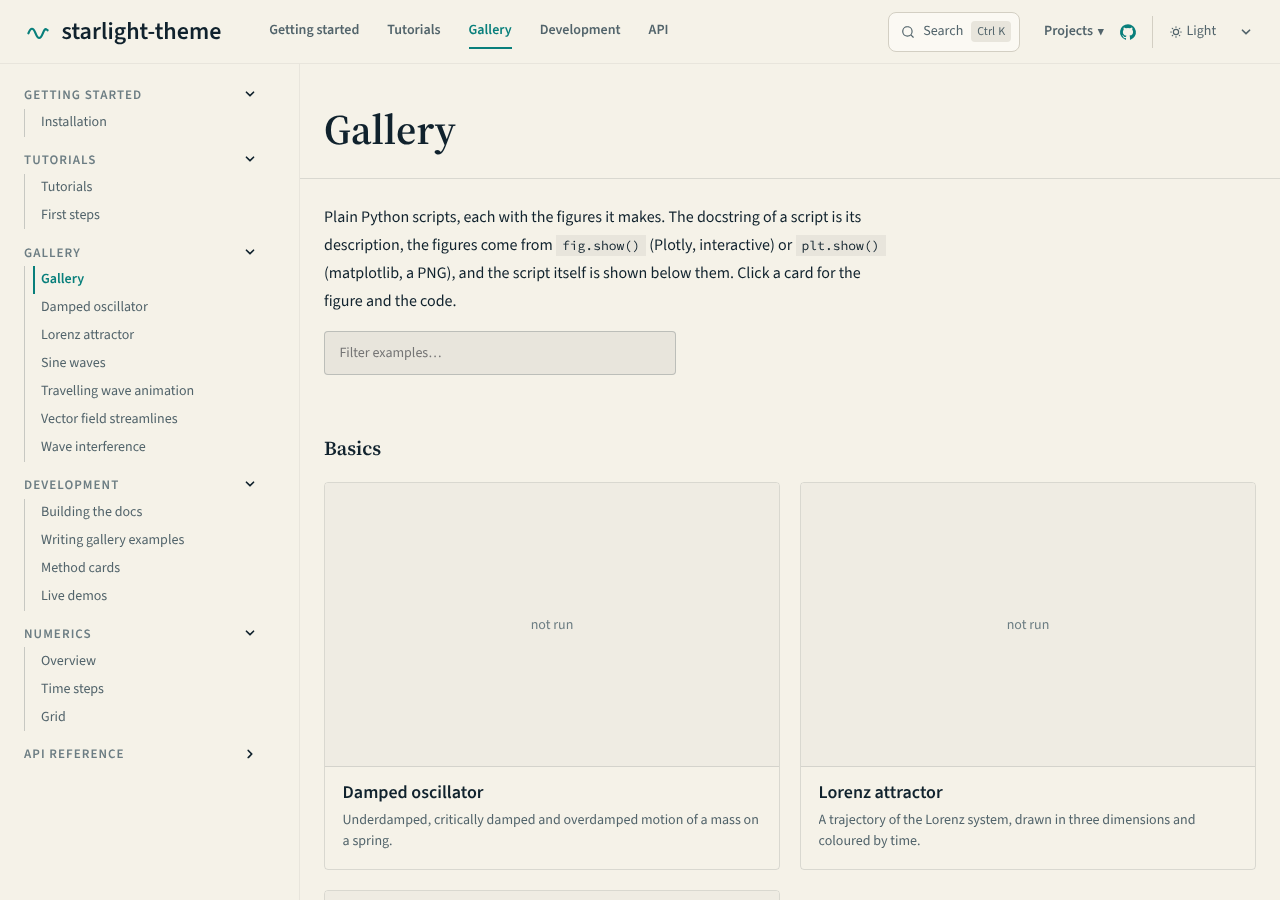 starlight-theme
Getting started
Tutorials
Gallery
Development
API
Search
Ctrl K
Projects ▾
Light
GETTING STARTED
Installation
TUTORIALS
Tutorials
First steps
GALLERY
Gallery
Damped oscillator
Lorenz attractor
Sine waves
Travelling wave animation
Vector field streamlines
Wave interference
DEVELOPMENT
Building the docs
Writing gallery examples
Method cards
Live demos
NUMERICS
Overview
Time steps
Grid
API REFERENCE
Gallery
Plain Python scripts, each with the figures it makes. The docstring of a script is its
description, the figures come from fig.show() (Plotly, interactive) or plt.show()
(matplotlib, a PNG), and the script itself is shown below them. Click a card for the
figure and the code.
Filter examples…
Basics
not run
Damped oscillator
Underdamped, critically damped and overdamped motion of a mass on
a spring.
not run
Lorenz attractor
A trajectory of the Lorenz system, drawn in three dimensions and
coloured by time.